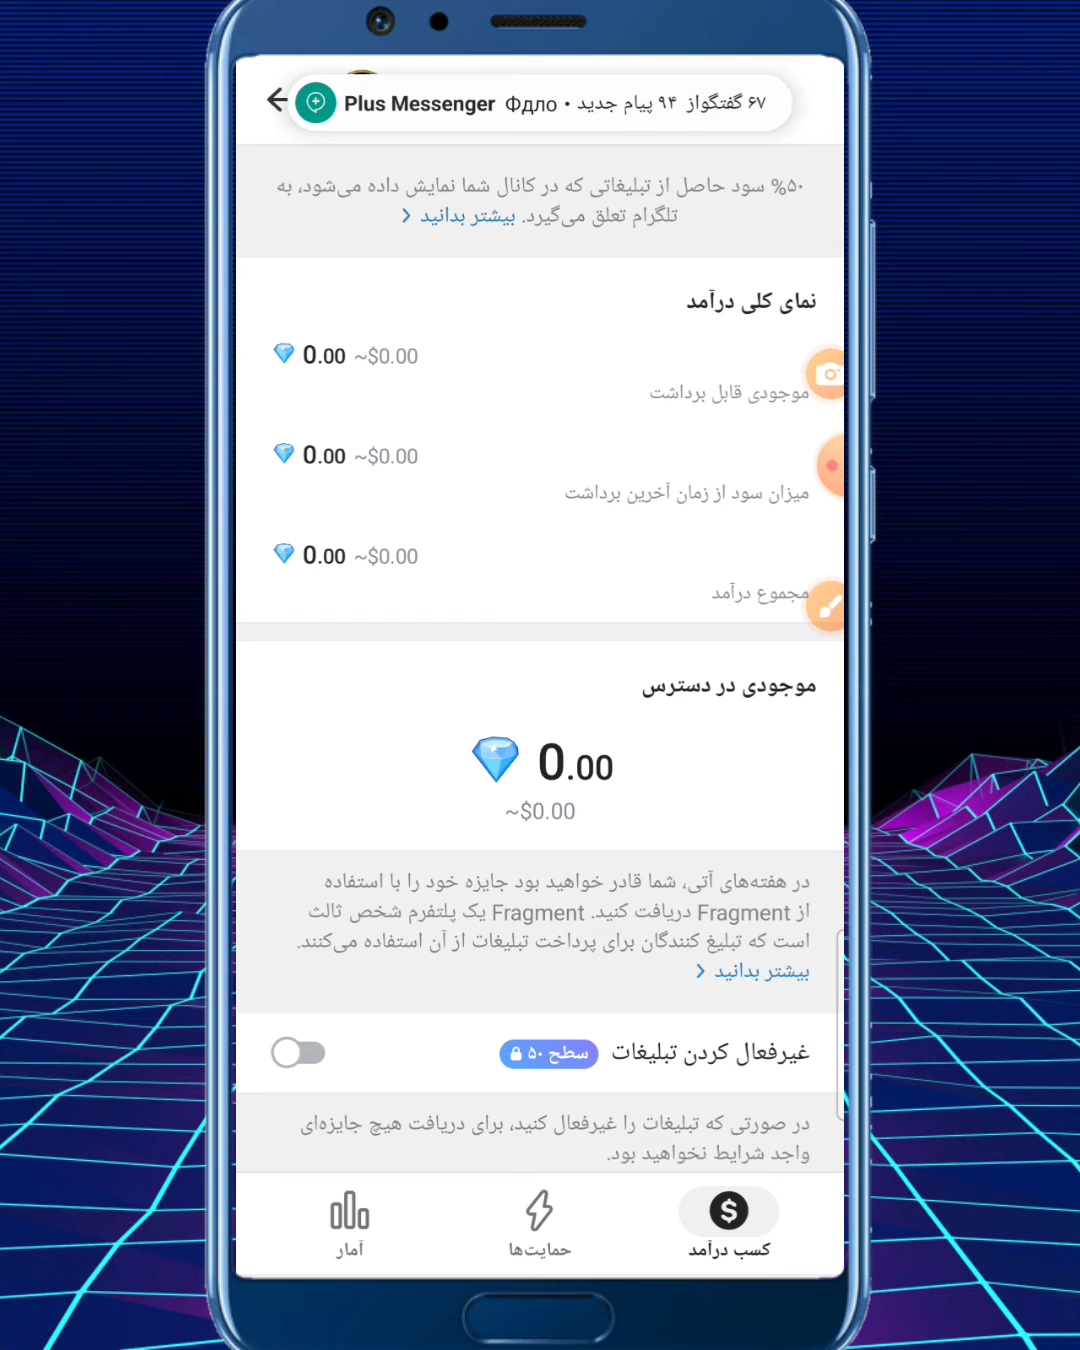 Plus Messenger Фдло • ۶۷ گفتگواز ۹۴ پیام جدید
۵۰% سود حاصل از تبلیغاتی که در کانال شما نمایش داده می‌شود، به
تلگرام تعلق می‌گیرد. بیشتر بدانید
نمای کلی درآمد
0.00 ~$0.00
موجودی قابل برداشت
0.00 ~$0.00
میزان سود از زمان آخرین برداشت
0.00 ~$0.00
مجموع درآمد
موجودی در دسترس
0.00
~$0.00
در هفته‌های آتی، شما قادر خواهید بود جایزه خود را با استفاده
از Fragment دریافت کنید. Fragment یک پلتفرم شخص ثالث
است که تبلیغ کنندگان برای پرداخت تبلیغات از آن استفاده می‌کنند.
بیشتر بدانید
غیرفعال کردن تبلیغات سطح ۵۰
در صورتی که تبلیغات را غیرفعال کنید، برای دریافت هیچ جایزه‌ای
واجد شرایط نخواهید بود.
کسب درآمد حمایت‌ها آمار